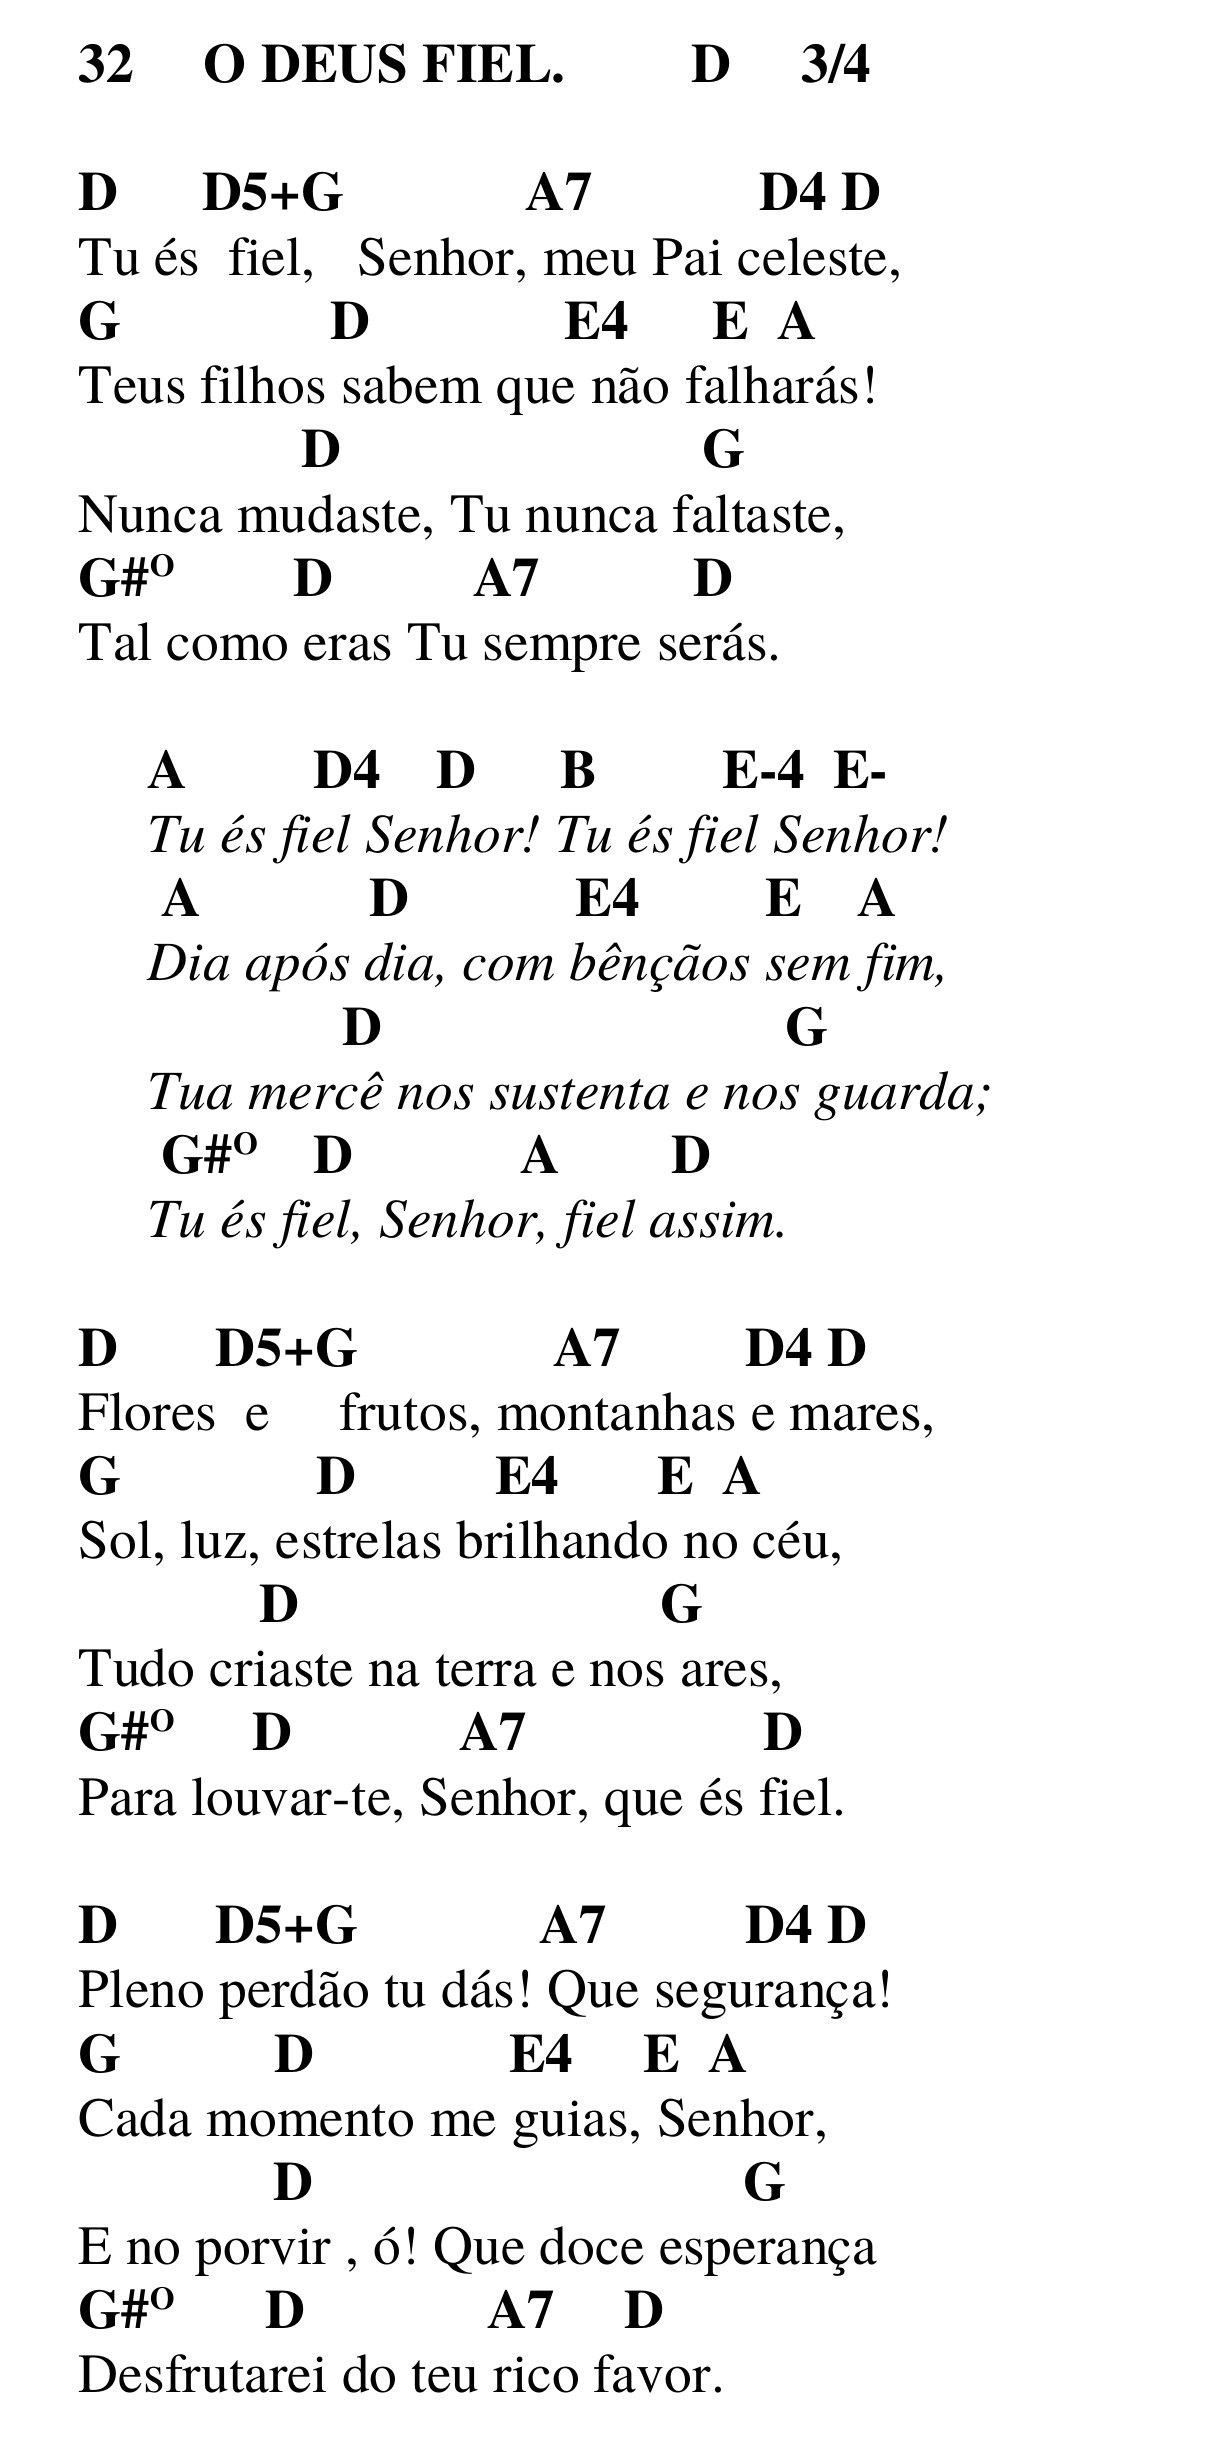 32     O DEUS FIEL.         D     3/4
D      D5+G             A7            D4 D
Tu és  fiel,   Senhor, meu Pai celeste,
G               D              E4      E  A
Teus filhos sabem que não falharás!
                D                          G
Nunca mudaste, Tu nunca faltaste,
G#º        D          A7           D
Tal como eras Tu sempre serás.
A         D4    D      B         E-4  E-
Tu és fiel Senhor! Tu és fiel Senhor!
A            D            E4         E    A
Dia após dia, com bênçãos sem fim,
              D                             G
Tua mercê nos sustenta e nos guarda;
G#º    D            A        D
Tu és fiel, Senhor, fiel assim.
D       D5+G              A7         D4 D
Flores  e     frutos, montanhas e mares,
G              D          E4       E  A
Sol, luz, estrelas brilhando no céu,
             D                          G
Tudo criaste na terra e nos ares,
G#º      D            A7                 D
Para louvar-te, Senhor, que és fiel.
D       D5+G             A7          D4 D
Pleno perdão tu dás! Que segurança!
G           D              E4     E  A
Cada momento me guias, Senhor,
              D                               G
E no porvir , ó! Que doce esperança
G#º      D             A7     D
Desfrutarei do teu rico favor.